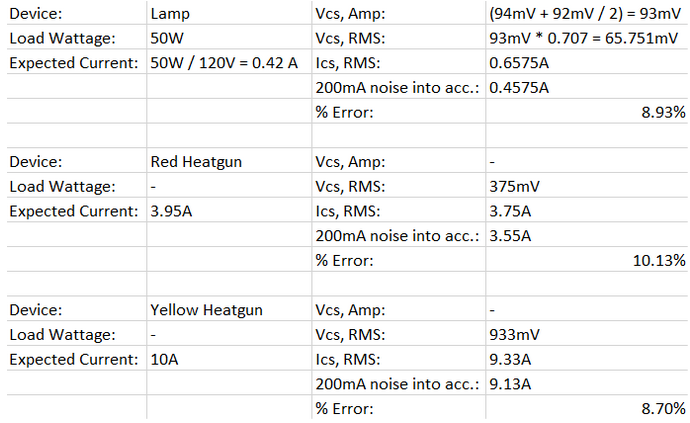 Device: Lamp Vcs, Amp: (94mV + 92mV / 2) = 93mV
Load Wattage: 50W Vcs, RMS: 93mV * 0.707 = 65.751mV
Expected Current: 50W / 120V = 0.42 A Ics, RMS: 0.6575A
200mA noise into acc.: 0.4575A
% Error: 8.93%
Device: Red Heatgun Vcs, Amp: -
Load Wattage: - Vcs, RMS: 375mV
Expected Current: 3.95A Ics, RMS: 3.75A
200mA noise into acc.: 3.55A
% Error: 10.13%
Device: Yellow Heatgun Vcs, Amp: -
Load Wattage: - Vcs, RMS: 933mV
Expected Current: 10A Ics, RMS: 9.33A
200mA noise into acc.: 9.13A
% Error: 8.70%